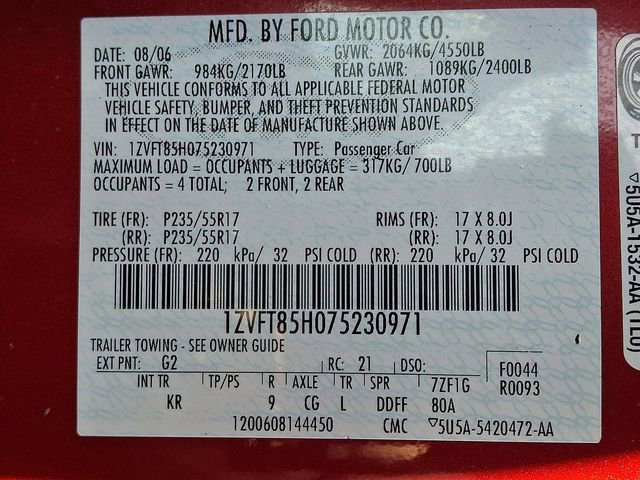 MFD. BY FORD MOTOR CO.
DATE: 08/06 GVWR: 2064KG/4550LB
FRONT GAWR: 984KG/2170LB REAR GAWR: 1089KG/2400LB
THIS VEHICLE CONFORMS TO ALL APPLICABLE FEDERAL MOTOR
VEHICLE SAFETY, BUMPER, AND THEFT PREVENTION STANDARDS
IN EFFECT ON THE DATE OF MANUFACTURE SHOWN ABOVE.
VIN: 1ZVFT85H075230971 TYPE: Passenger Car
MAXIMUM LOAD = OCCUPANTS + LUGGAGE = 317KG/ 700LB
OCCUPANTS = 4 TOTAL; 2 FRONT, 2 REAR
TIRE (FR): P235/55R17 RIMS (FR): 17 X 8.0J
(RR): P235/55R17 (RR): 17 X 8.0J
PRESSURE (FR): 220 kPa/ 32 PSI COLD (RR): 220 kPa/ 32 PSI COLD
1ZVFT85H075230971
TRAILER TOWING - SEE OWNER GUIDE
EXT PNT: G2 RC: 21 DSO: F0044
R0093
INT TR TP/PS R AXLE TR SPR 7ZF1G
KR 9 CG L DDFF 80A
1200608144450 CMC ▽5U5A-5420472-AA
▽5U5A-1532-AA (TLO)